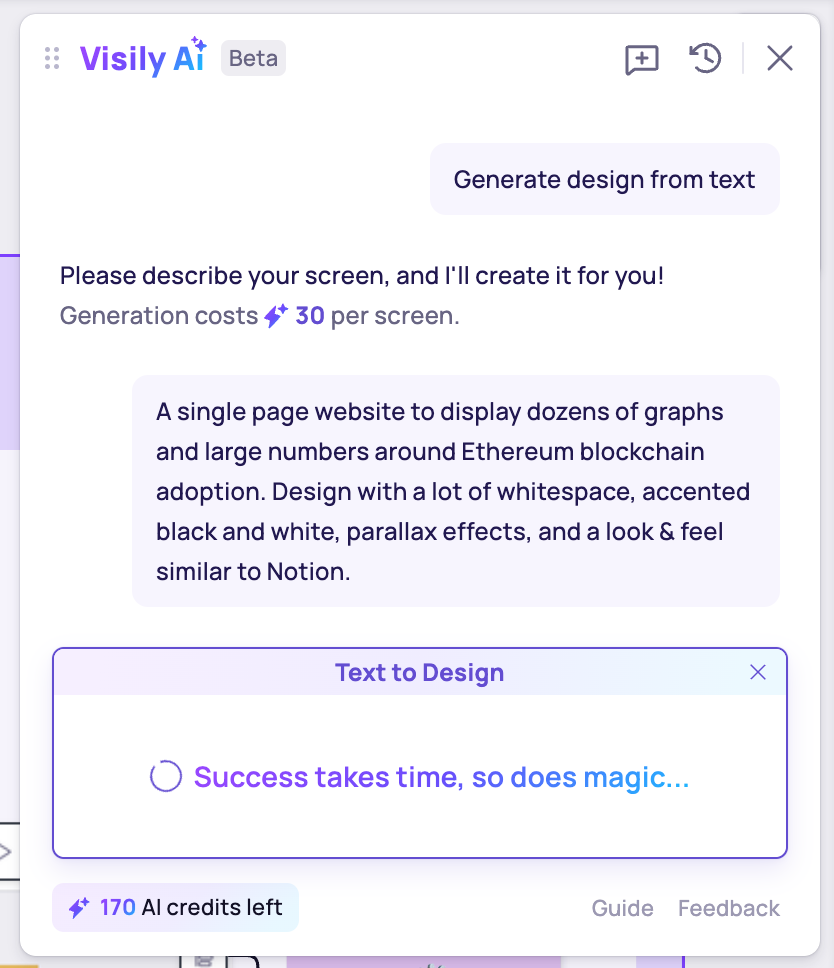 Visily Ai Beta
Generate design from text
Please describe your screen, and I'll create it for you!
Generation costs 30 per screen.
A single page website to display dozens of graphs
and large numbers around Ethereum blockchain
adoption. Design with a lot of whitespace, accented
black and white, parallax effects, and a look & feel
similar to Notion.
Text to Design
Success takes time, so does magic...
170 AI credits left
Guide Feedback